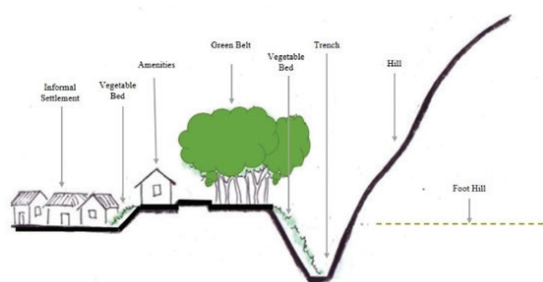 Informal
Settlement
Vegetable
Bed
Amenities
Green Belt
Vegetable
Bed
Trench
Hill
Foot Hill